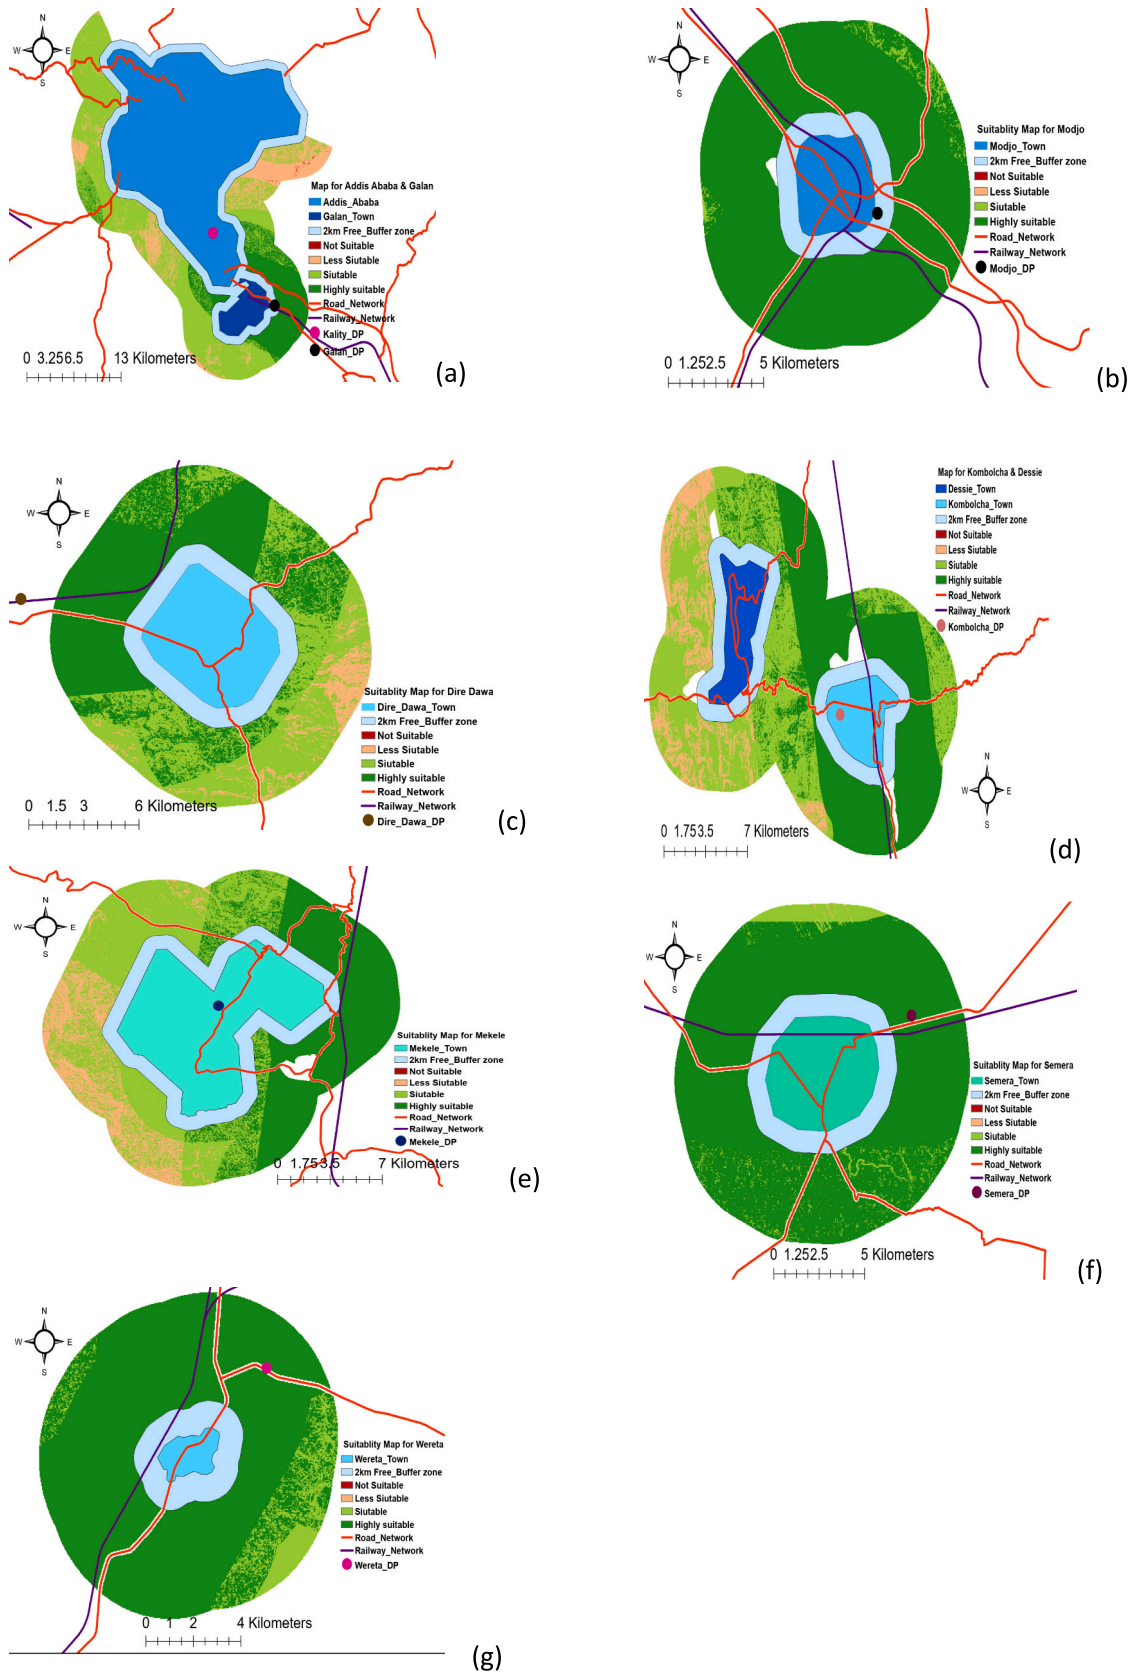 N
W E
S
Map for Addis Ababa & Galan
Addis_Ababa
Galan_Town
2km Free_Buffer zone
Not Suitable
Less Siutable
Siutable
Highly suitable
Road_Network
Railway_Network
Kality_DP
Galan_DP
0 3.256.5 13 Kilometers
(a)
N
W E
S
Suitablity Map for Modjo
Modjo_Town
2km Free_Buffer zone
Not Suitable
Less Siutable
Siutable
Highly suitable
Road_Network
Railway_Network
Modjo_DP
0 1.252.5 5 Kilometers
(b)
N
W E
S
Suitablity Map for Dire Dawa
Dire_Dawa_Town
2km Free_Buffer zone
Not Suitable
Less Siutable
Siutable
Highly suitable
Road_Network
Railway_Network
Dire_Dawa_DP
0 1.5 3 6 Kilometers
(c)
Map for Kombolcha & Dessie
Dessie_Town
Kombolcha_Town
2km Free_Buffer zone
Not Suitable
Less Siutable
Siutable
Highly suitable
Road_Network
Railway_Network
Kombolcha_DP
N
W E
S
0 1.753.5 7 Kilometers
(d)
N
W E
S
Suitablity Map for Mekele
Mekele_Town
2km Free_Buffer zone
Not Suitable
Less Siutable
Siutable
Highly suitable
Road_Network
Railway_Network
Mekele_DP
0 1.753.5 7 Kilometers
(e)
N
W E
S
Suitablity Map for Semera
Semera_Town
2km Free_Buffer zone
Not Suitable
Less Siutable
Siutable
Highly suitable
Road_Network
Railway_Network
Semera_DP
0 1.252.5 5 Kilometers
(f)
N
W E
S
Suitablity Map for Wereta
Wereta_Town
2km Free_Buffer zone
Not Suitable
Less Siutable
Siutable
Highly suitable
Road_Network
Railway_Network
Wereta_DP
0 1 2 4 Kilometers
(g)